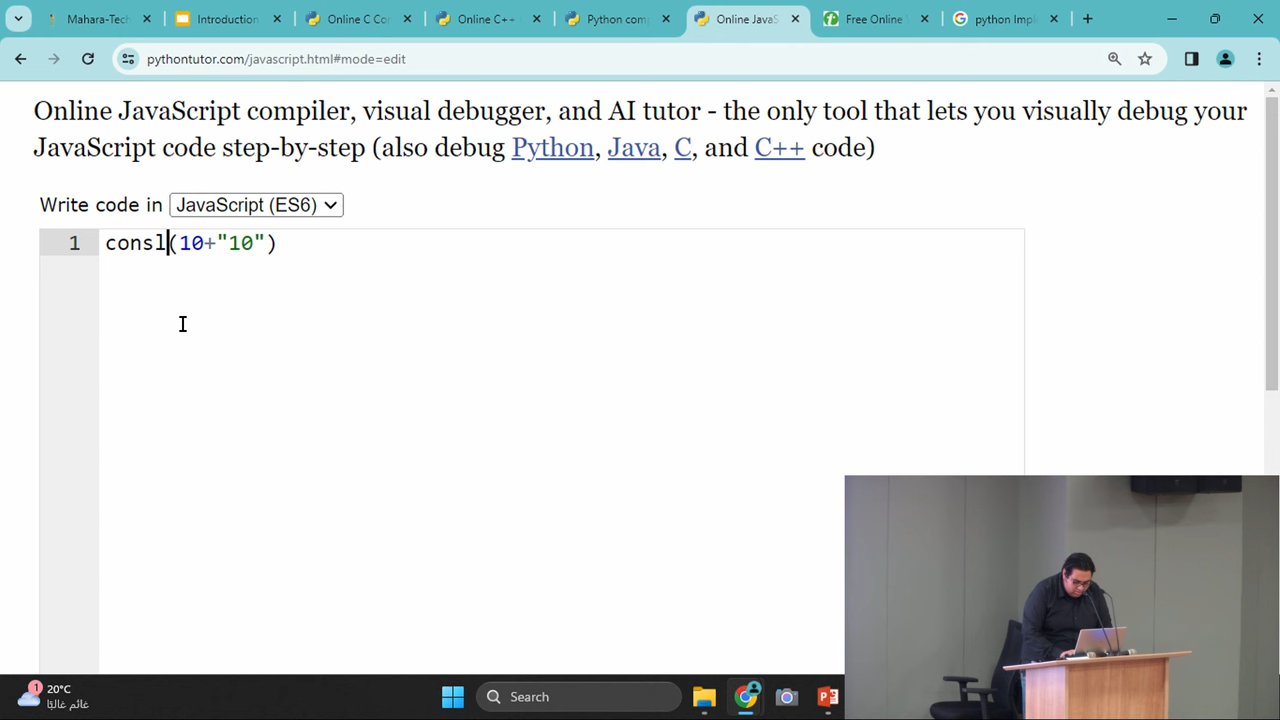 Mahara-Tech
Introduction
Online C Co
Online C++
Python com
Online JavaS
Free Online
python Imple
pythontutor.com/javascript.html#mode=edit
Online JavaScript compiler, visual debugger, and AI tutor - the only tool that lets you visually debug your
JavaScript code step-by-step (also debug Python, Java, C, and C++ code)
Write code in JavaScript (ES6)
1 consl(10+"10")
1
20°C
غائم غالبًا
Search